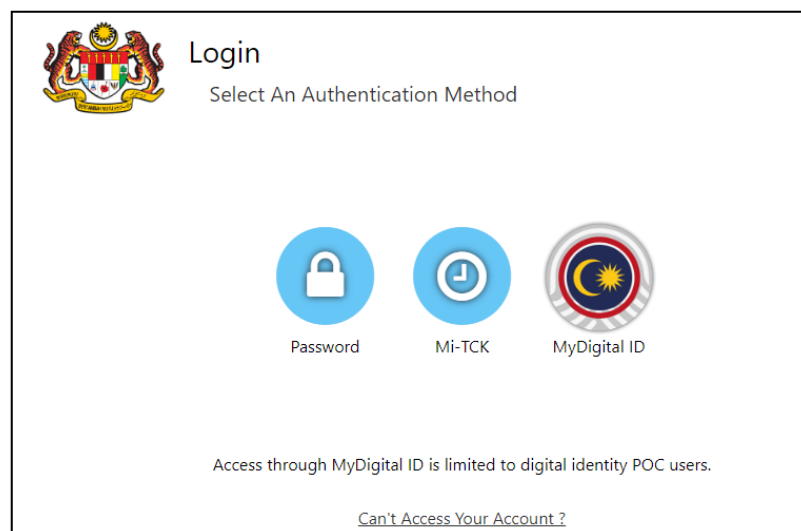 Login
Select An Authentication Method
Password
Mi-TCK
MyDigital ID
Access through MyDigital ID is limited to digital identity POC users.
Can't Access Your Account ?